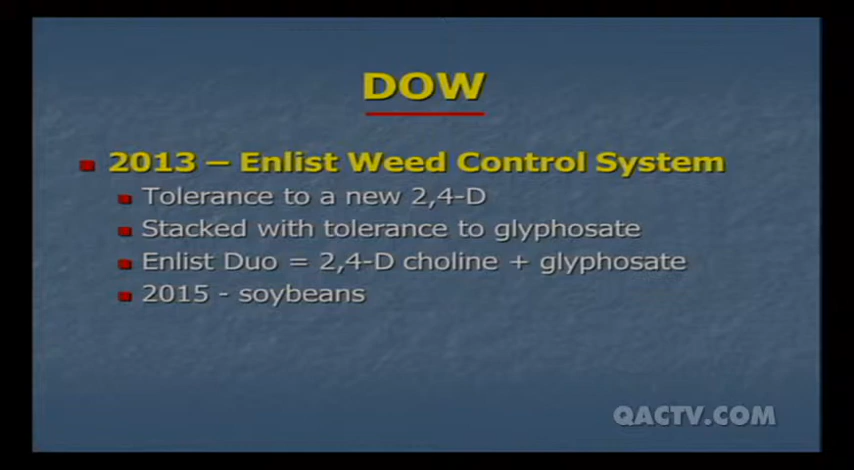 DOW
2013 – Enlist Weed Control System
Tolerance to a new 2,4-D
Stacked with tolerance to glyphosate
Enlist Duo = 2,4-D choline + glyphosate
2015 - soybeans
QACTV.COM